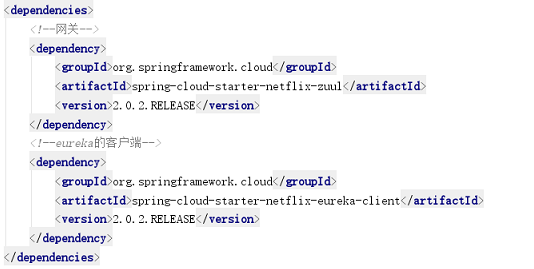 <dependencies>
<!--网关-->
<dependency>
<groupId>org.springframework.cloud</groupId>
<artifactId>spring-cloud-starter-netflix-zuul</artifactId>
<version>2.0.2.RELEASE</version>
</dependency>
<!--eureka的客户端-->
<dependency>
<groupId>org.springframework.cloud</groupId>
<artifactId>spring-cloud-starter-netflix-eureka-client</artifactId>
<version>2.0.2.RELEASE</version>
</dependency>
</dependencies>